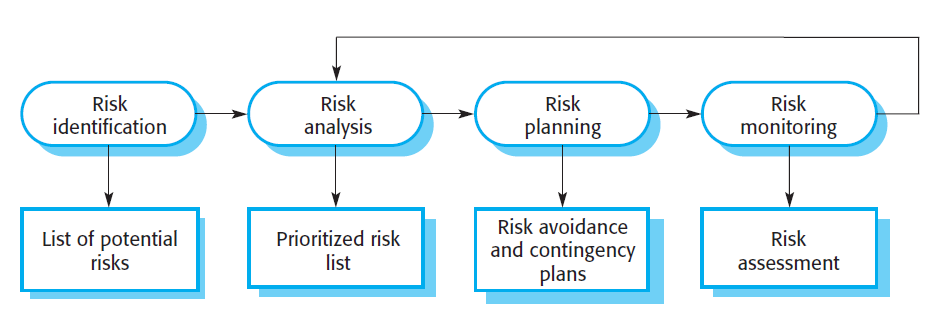 Risk
identification
Risk
analysis
Risk
planning
Risk
monitoring
List of potential
risks
Prioritized risk
list
Risk avoidance
and contingency
plans
Risk
assessment